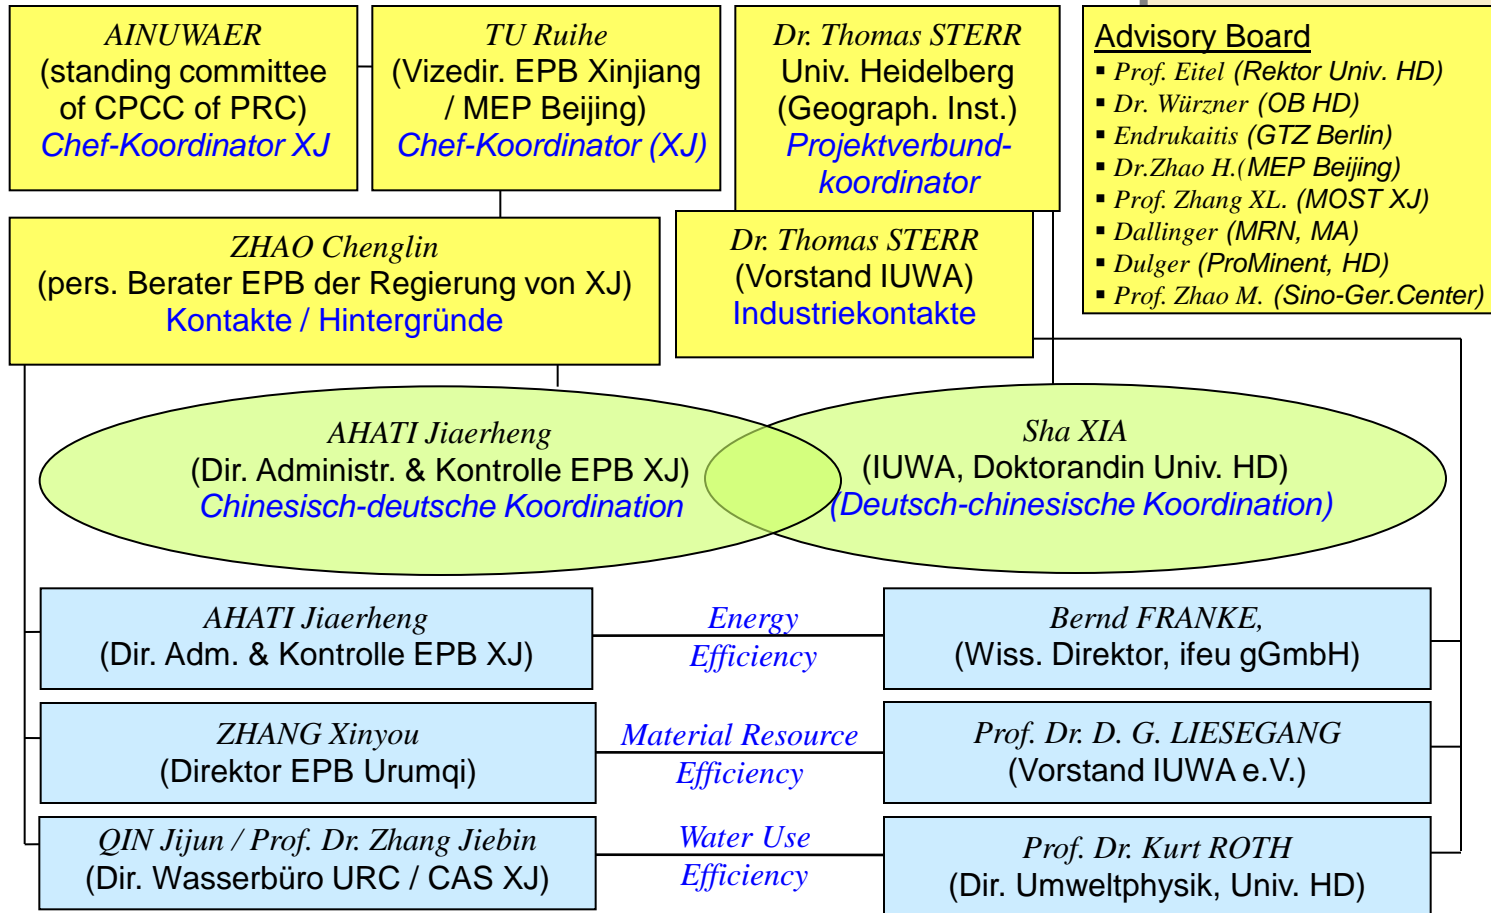 AINUWAER
(standing committee
of CPCC of PRC)
Chef-Koordinator XJ
TU Ruihe
(Vizedir. EPB Xinjiang
/ MEP Beijing)
Chef-Koordinator (XJ)
Dr. Thomas STERR
Univ. Heidelberg
(Geograph. Inst.)
Projektverbund-
koordinator
Advisory Board
▪ Prof. Eitel (Rektor Univ. HD)
▪ Dr. Würzner (OB HD)
▪ Endrukaitis (GTZ Berlin)
▪ Dr.Zhao H.(MEP Beijing)
▪ Prof. Zhang XL. (MOST XJ)
▪ Dallinger (MRN, MA)
▪ Dulger (ProMinent, HD)
▪ Prof. Zhao M. (Sino-Ger.Center)
ZHAO Chenglin
(pers. Berater EPB der Regierung von XJ)
Kontakte / Hintergründe
Dr. Thomas STERR
(Vorstand IUWA)
Industriekontakte
AHATI Jiaerheng
(Dir. Administr. & Kontrolle EPB XJ)
Chinesisch-deutsche Koordination
Sha XIA
(IUWA, Doktorandin Univ. HD)
(Deutsch-chinesische Koordination)
AHATI Jiaerheng
(Dir. Adm. & Kontrolle EPB XJ)
Energy
Efficiency
Bernd FRANKE,
(Wiss. Direktor, ifeu gGmbH)
ZHANG Xinyou
(Direktor EPB Urumqi)
Material Resource
Efficiency
Prof. Dr. D. G. LIESEGANG
(Vorstand IUWA e.V.)
QIN Jijun / Prof. Dr. Zhang Jiebin
(Dir. Wasserbüro URC / CAS XJ)
Water Use
Efficiency
Prof. Dr. Kurt ROTH
(Dir. Umweltphysik, Univ. HD)